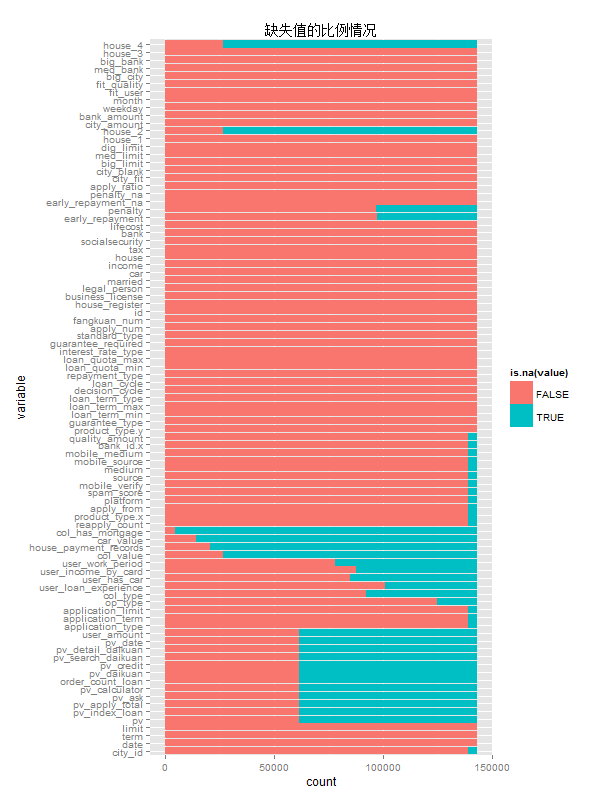 缺失值的比例情况
house_4
house_3
big_bank
med_bank
big_city
fit_quality
fit_user
month
weekday
bank_amount
city_amount
house_2
house_1
dig_limit
med_limit
big_limit
city_blank
city_fit
apply_ratio
penalty_na
early_repayment_na
penalty
early_repayment
lifecost
bank
socialsecurity
tax
house
income
car
married
legal_person
business_license
house_register
id
fangkuan_num
apply_num
standard_type
guarantee_required
interest_rate_type
loan_quota_max
loan_quota_min
repayment_type
loan_cycle
decision_cycle
loan_term_type
loan_term_max
loan_term_min
guarantee_type
product_type.y
quality_amount
bank_id.x
mobile_medium
mobile_source
medium
source
mobile_verify
spam_score
platform
apply_from
product_type.x
reapply_count
col_has_mortgage
car_value
house_payment_records
col_value
user_work_period
user_income_by_card
user_has_car
user_loan_experience
col_type
op_type
application_limit
application_term
application_type
user_amount
pv_date
pv_detail_daikuan
pv_search_daikuan
pv_credit
pv_daikuan
order_count_loan
pv_calculator
pv_ask
pv_apply_total
pv_index_loan
pv
limit
term
date
city_id
variable
0
50000
100000
150000
count
is.na(value)
FALSE
TRUE